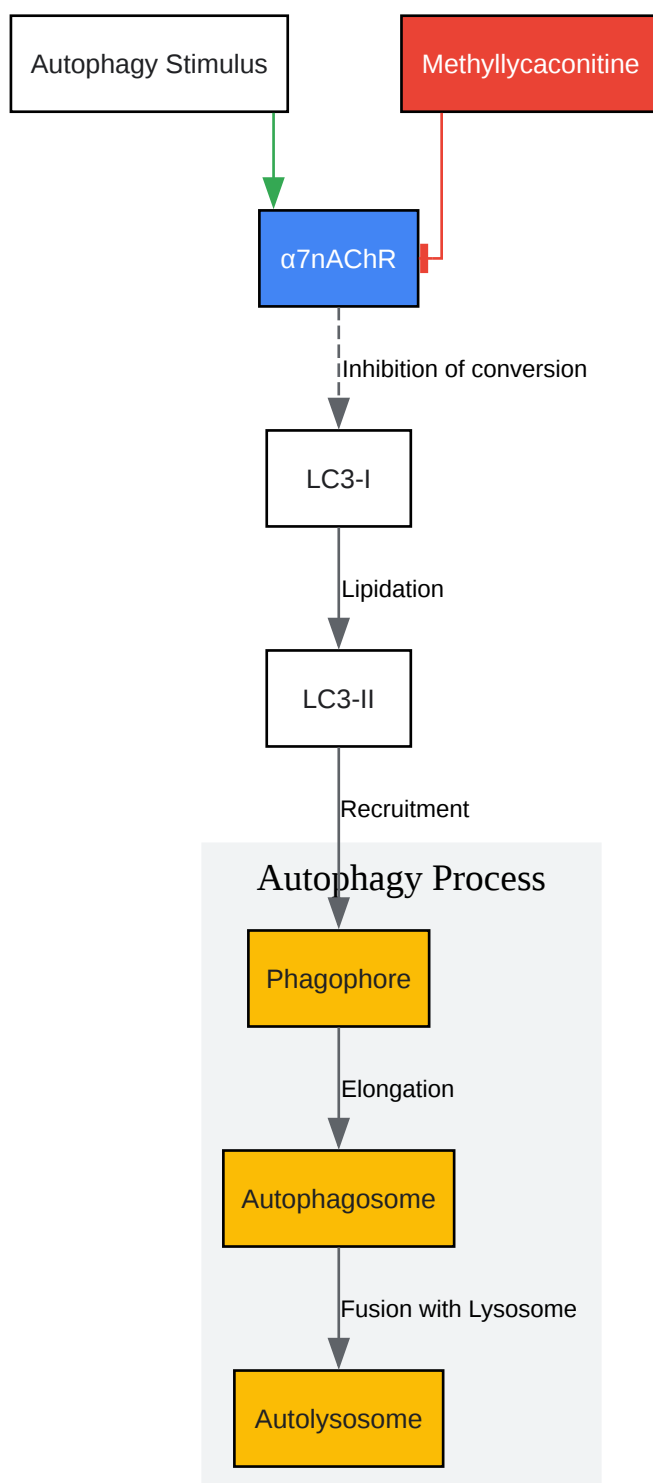 Autophagy Stimulus
Methyllycaconitine
α7nAChR
Inhibition of conversion
LC3-I
Lipidation
LC3-II
Recruitment
Autophagy Process
Phagophore
Elongation
Autophagosome
Fusion with Lysosome
Autolysosome